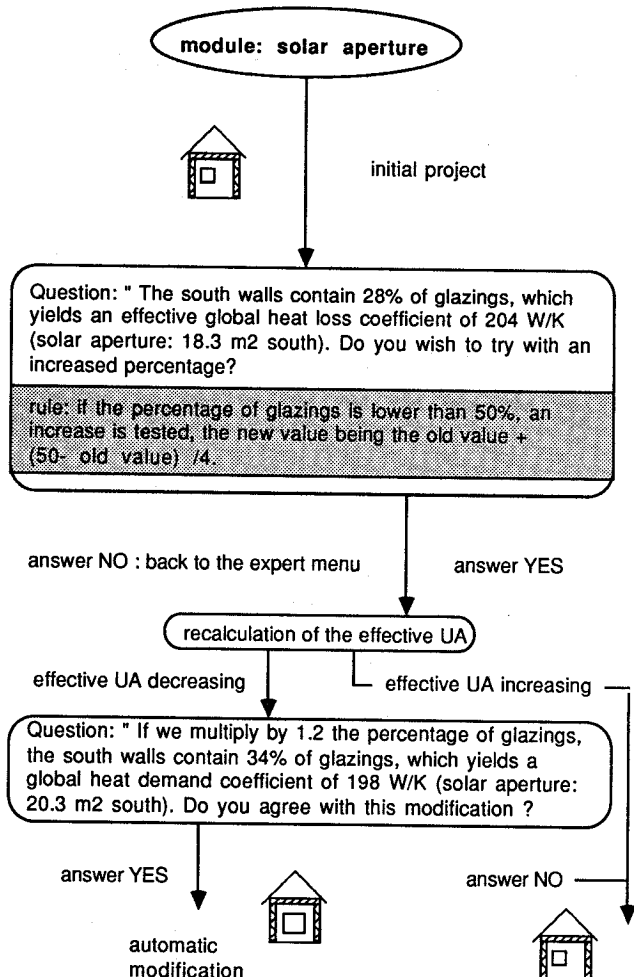 module: solar aperture
initial project
Question: " The south walls contain 28% of glazings, which
yields an effective global heat loss coefficient of 204 W/K
(solar aperture: 18.3 m2 south). Do you wish to try with an
increased percentage?
rule: if the percentage of glazings is lower than 50%, an
increase is tested, the new value being the old value +
(50- old value) /4.
answer NO : back to the expert menu
answer YES
recalculation of the effective UA
effective UA decreasing
effective UA increasing
Question: " If we multiply by 1.2 the percentage of glazings,
the south walls contain 34% of glazings, which yields a
global heat demand coefficient of 198 W/K (solar aperture:
20.3 m2 south). Do you agree with this modification ?
answer YES
answer NO
automatic
modification